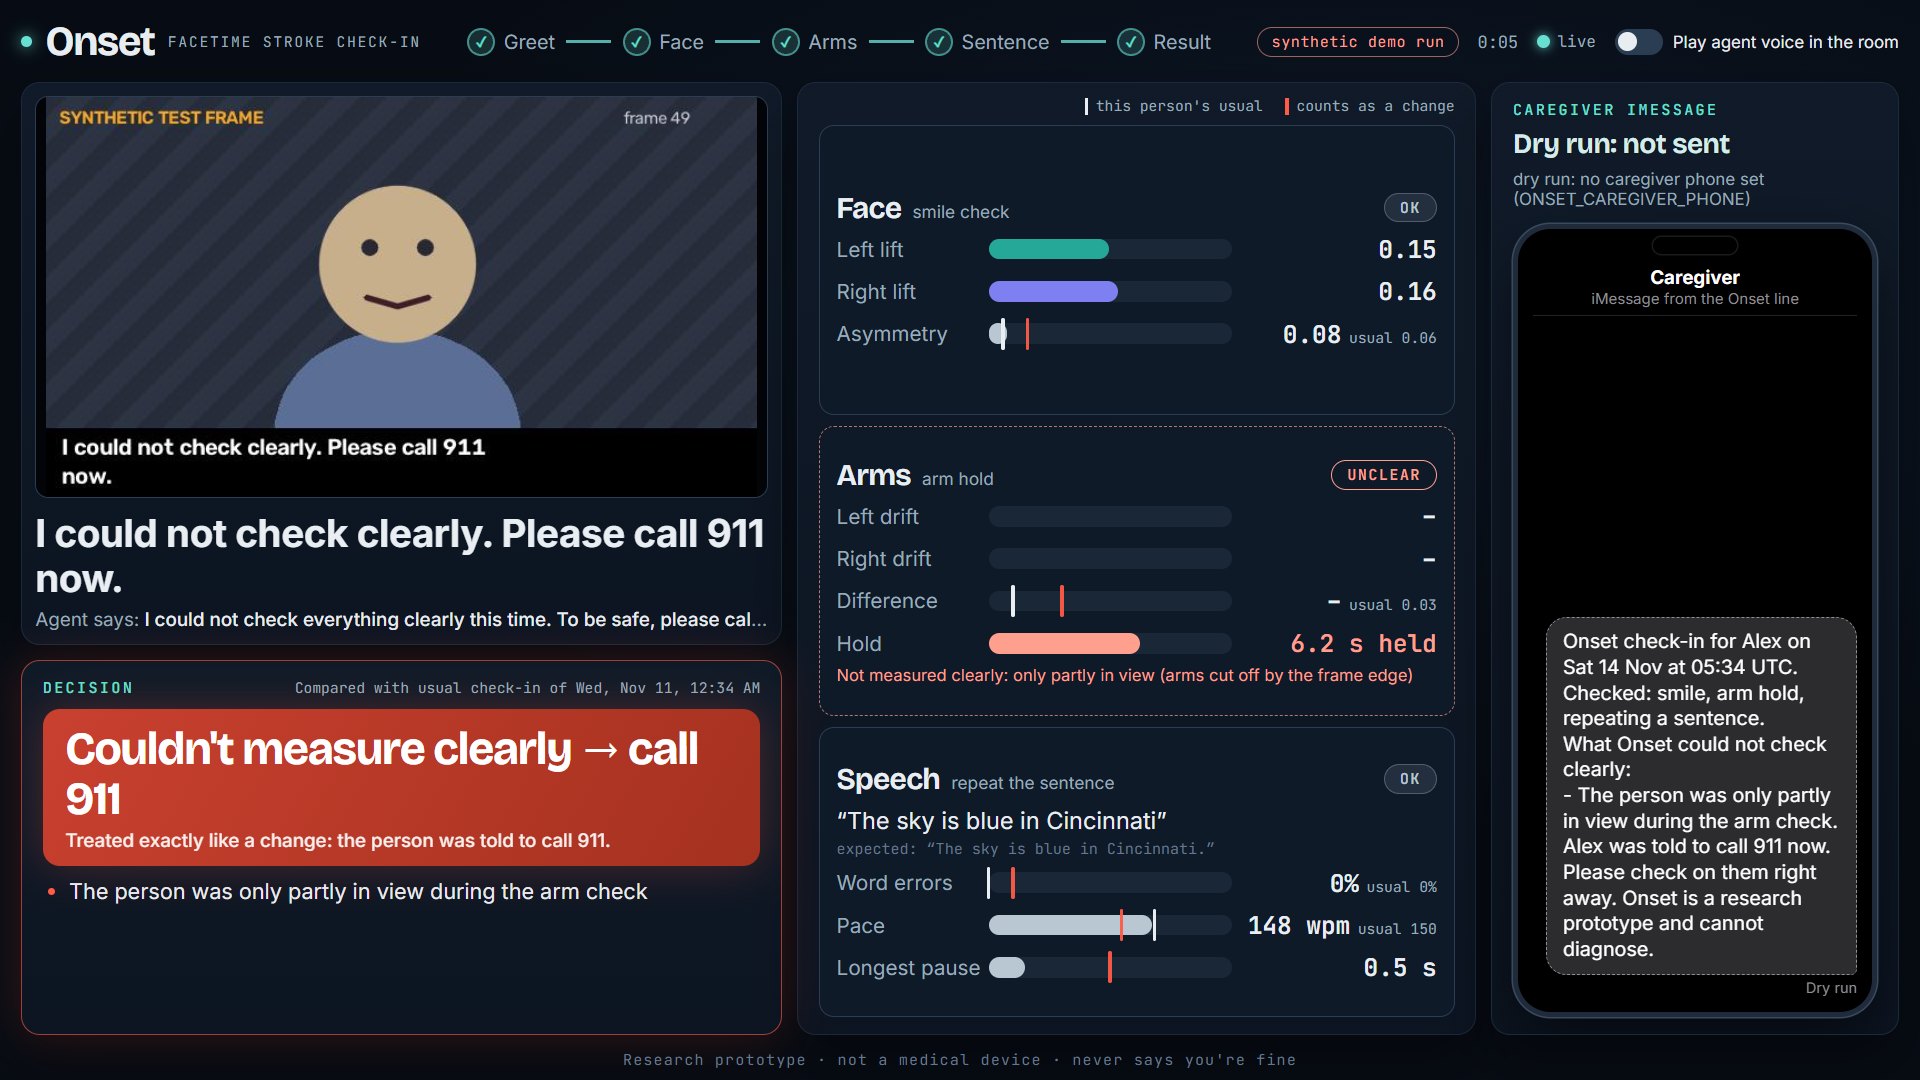 Onset FACETIME STROKE CHECK-IN
✓ Greet ✓ Face ✓ Arms ✓ Sentence ✓ Result
synthetic demo run 0:05 live Play agent voice in the room
SYNTHETIC TEST FRAME frame 49
I could not check clearly. Please call 911
now.
I could not check clearly. Please call 911
now.
Agent says: I could not check everything clearly this time. To be safe, please cal...
DECISION Compared with usual check-in of Wed, Nov 11, 12:34 AM
Couldn't measure clearly → call
911
Treated exactly like a change: the person was told to call 911.
• The person was only partly in view during the arm check
this person's usual counts as a change
Face smile check OK
Left lift 0.15
Right lift 0.16
Asymmetry 0.08 usual 0.06
Arms arm hold UNCLEAR
Left drift –
Right drift –
Difference – usual 0.03
Hold 6.2 s held
Not measured clearly: only partly in view (arms cut off by the frame edge)
Speech repeat the sentence OK
“The sky is blue in Cincinnati”
expected: “The sky is blue in Cincinnati.”
Word errors 0% usual 0%
Pace 148 wpm usual 150
Longest pause 0.5 s
CAREGIVER IMESSAGE
Dry run: not sent
dry run: no caregiver phone set
(ONSET_CAREGIVER_PHONE)
Caregiver
iMessage from the Onset line
Onset check-in for Alex on
Sat 14 Nov at 05:34 UTC.
Checked: smile, arm hold,
repeating a sentence.
What Onset could not check
clearly:
- The person was only partly
in view during the arm check.
Alex was told to call 911 now.
Please check on them right
away. Onset is a research
prototype and cannot
diagnose.
Dry run
Research prototype · not a medical device · never says you're fine